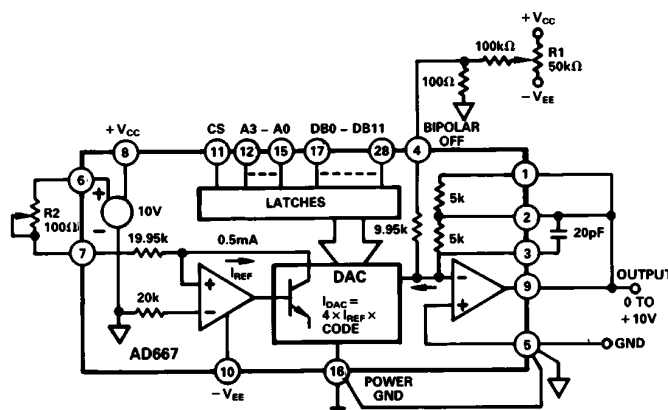 +VCC
100kΩ
R1
50kΩ
100Ω
−VEE
+VCC
CS
A3 – A0
DB0 – DB11
BIPOLAR
OFF
8
11
12
15
17
28
4
6
1
+
−
10V
LATCHES
5k
2
R2
100Ω
9.95k
20pF
7
19.95k
0.5mA
5k
3
IREF
DAC
+
−
−
+
9
OUTPUT
0 TO
+10V
20k
IDAC =
4 × IREF ×
CODE
5
GND
AD667
10
−VEE
16
POWER
GND